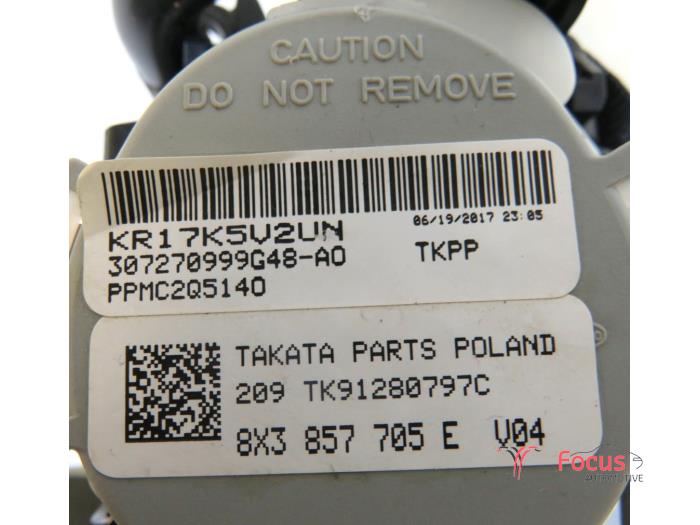 CAUTION
DO NOT REMOVE
06/19/2017 23:05
KR17K5V2UN
307270999G48-A0 TKPP
PPMC2Q5140
TAKATA PARTS POLAND
209 TK91280797C
8X3 857 705 E V04
Focus
AUTOMOTIVE